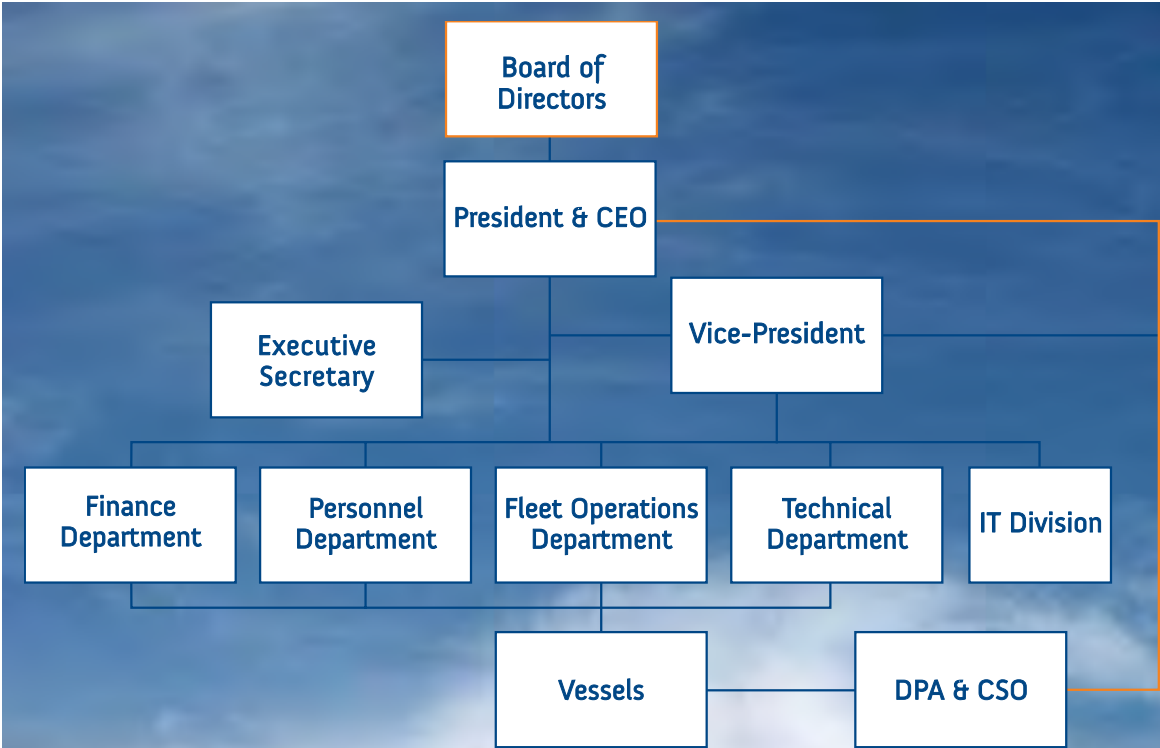 Board of
Directors
President & CEO
Vice-President
Executive
Secretary
Finance
Department
Personnel
Department
Fleet Operations
Department
Technical
Department
IT Division
Vessels
DPA & CSO